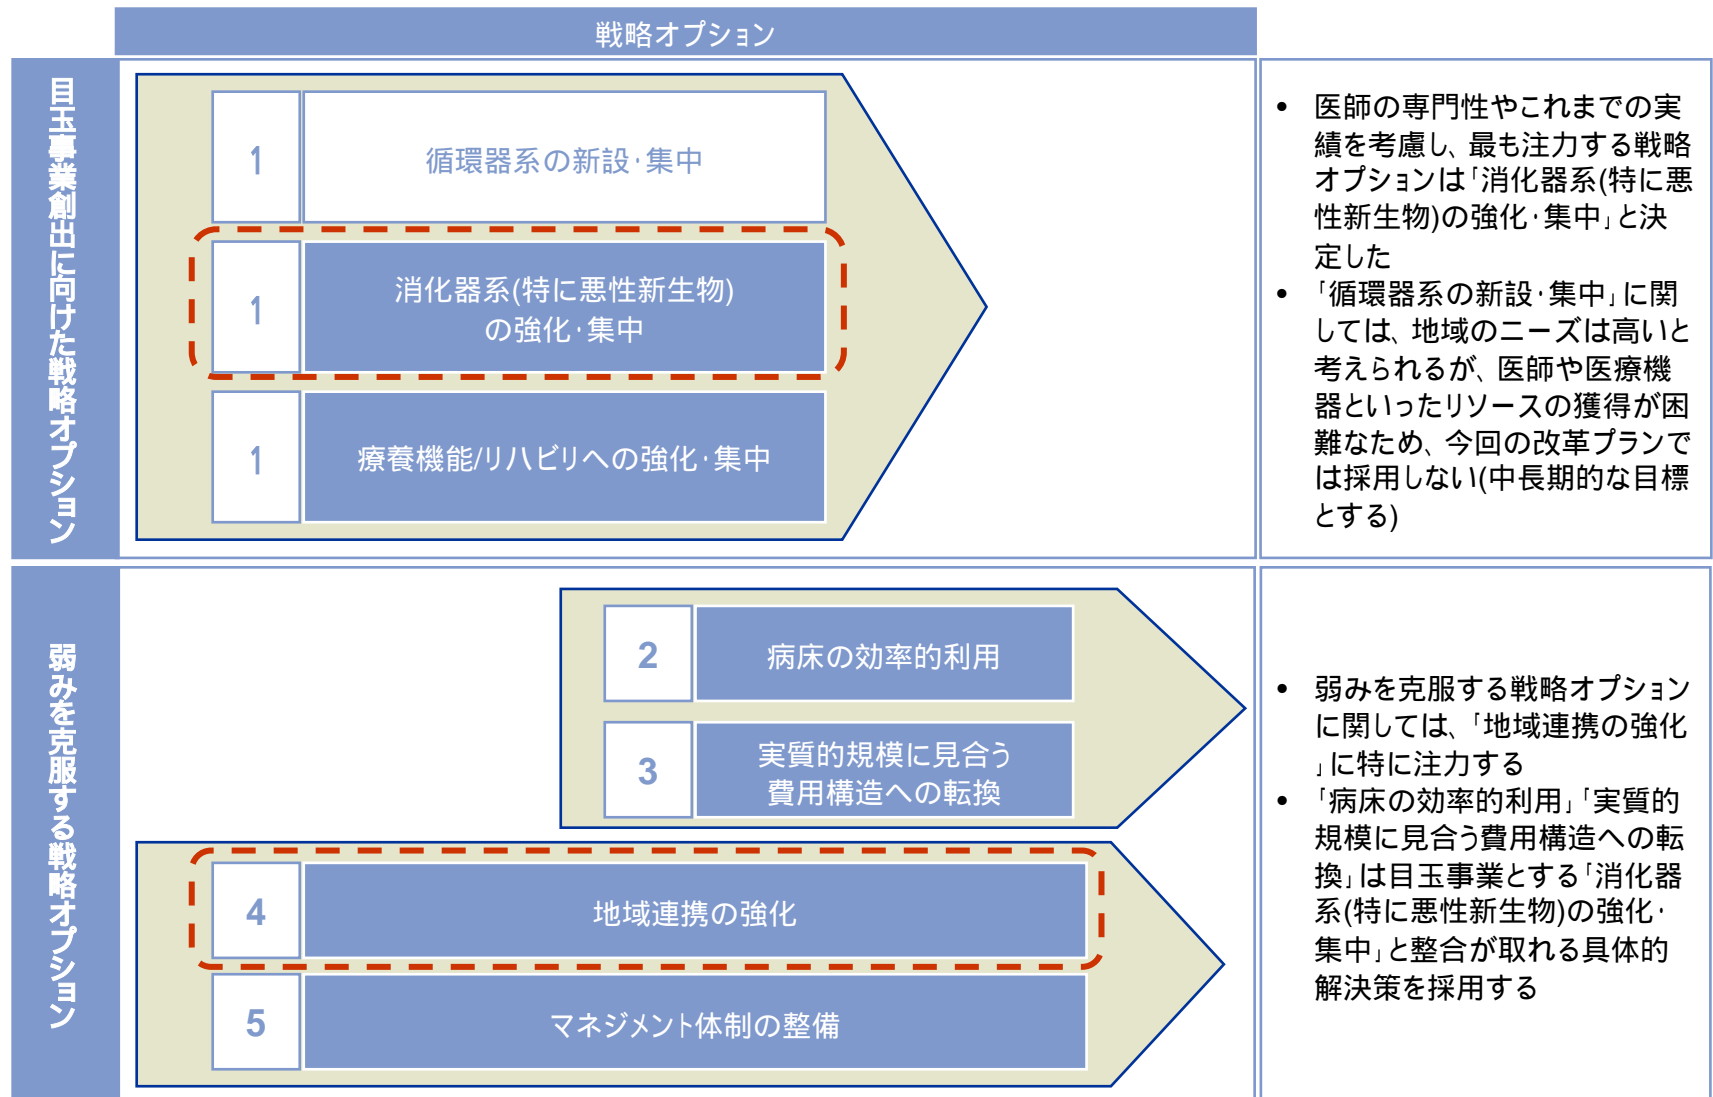 戦略オプション
目玉事業創出に向けた戦略オプション
1
循環器系の新設・集中
1
消化器系(特に悪性新生物)
の強化・集中
1
療養機能/リハビリへの強化・集中
• 医師の専門性やこれまでの実
績を考慮し、最も注力する戦略
オプションは「消化器系(特に悪
性新生物)の強化・集中」と決
定した
• 「循環器系の新設・集中」に関
しては、地域のニーズは高いと
考えられるが、医師や医療機
器といったリソースの獲得が困
難なため、今回の改革プランで
は採用しない(中長期的な目標
とする)
弱みを克服する戦略オプション
2
病床の効率的利用
3
実質的規模に見合う
費用構造への転換
4
地域連携の強化
5
マネジメント体制の整備
• 弱みを克服する戦略オプション
に関しては、「地域連携の強化
」に特に注力する
• 「病床の効率的利用」「実質的
規模に見合う費用構造への転
換」は目玉事業とする「消化器
系(特に悪性新生物)の強化・
集中」と整合が取れる具体的
解決策を採用する